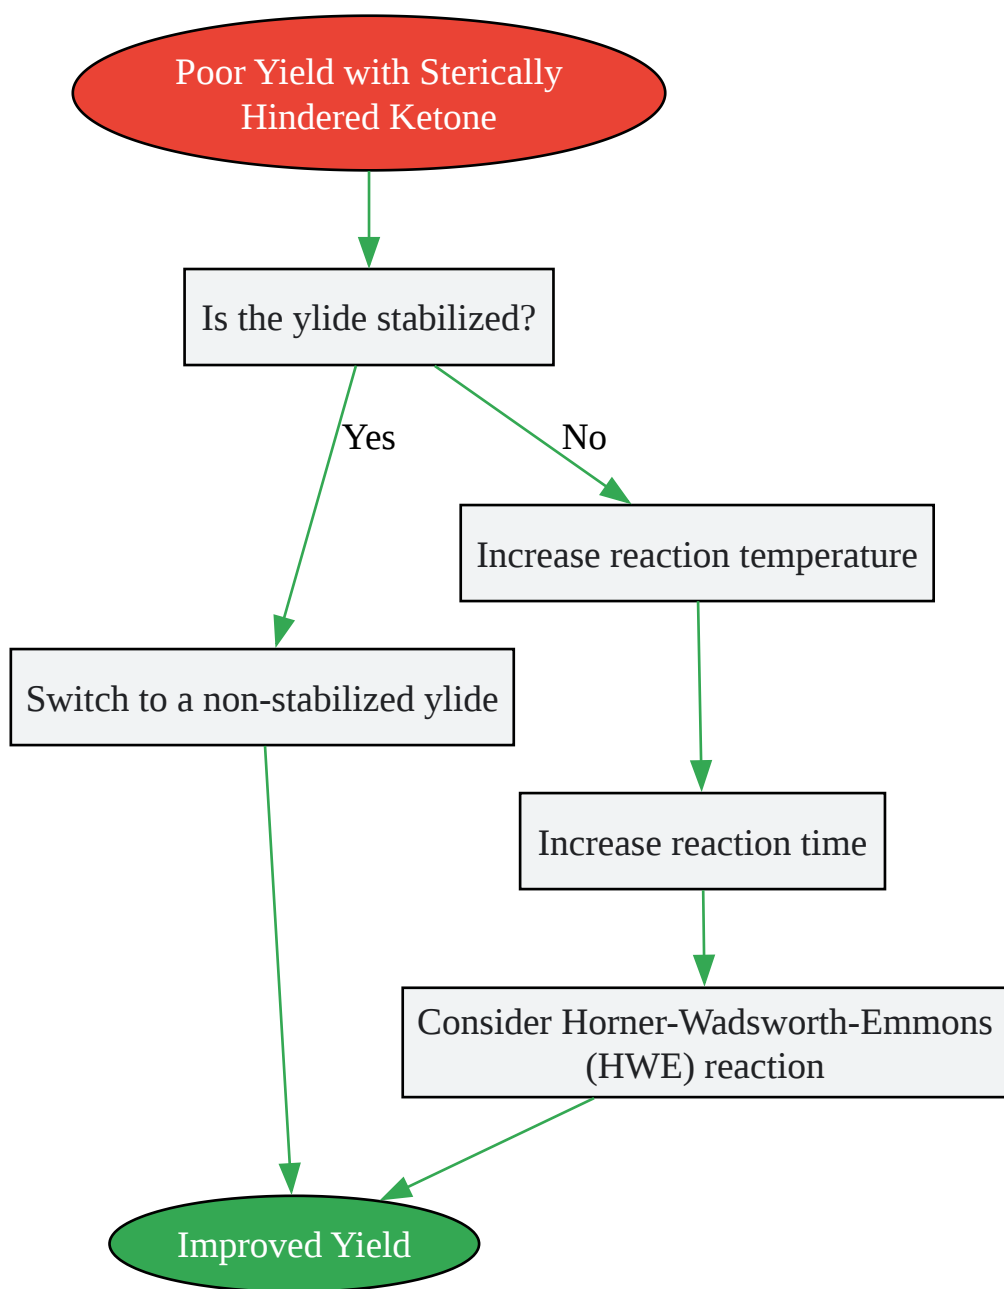 Poor Yield with Sterically
Hindered Ketone
Is the ylide stabilized?
Yes
No
Increase reaction temperature
Switch to a non-stabilized ylide
Increase reaction time
Consider Horner-Wadsworth-Emmons
(HWE) reaction
Improved Yield